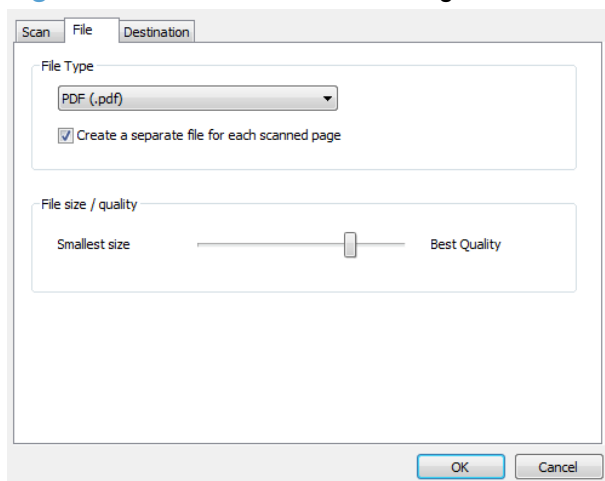 Scan File Destination
File Type
PDF (.pdf)
Create a separate file for each scanned page
File size / quality
Smallest size Best Quality
OK Cancel